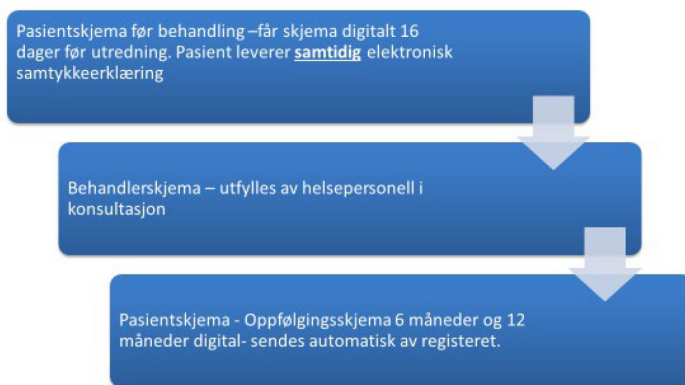 Pasientskjema før behandling –får skjema digitalt 16
dager før utredning. Pasient leverer samtidig elektronisk
samtykkeerklæring
Behandlerskjema – utfylles av helsepersonell i
konsultasjon
Pasientskjema - Oppfølgingsskjema 6 måneder og 12
måneder digital- sendes automatisk av registeret.